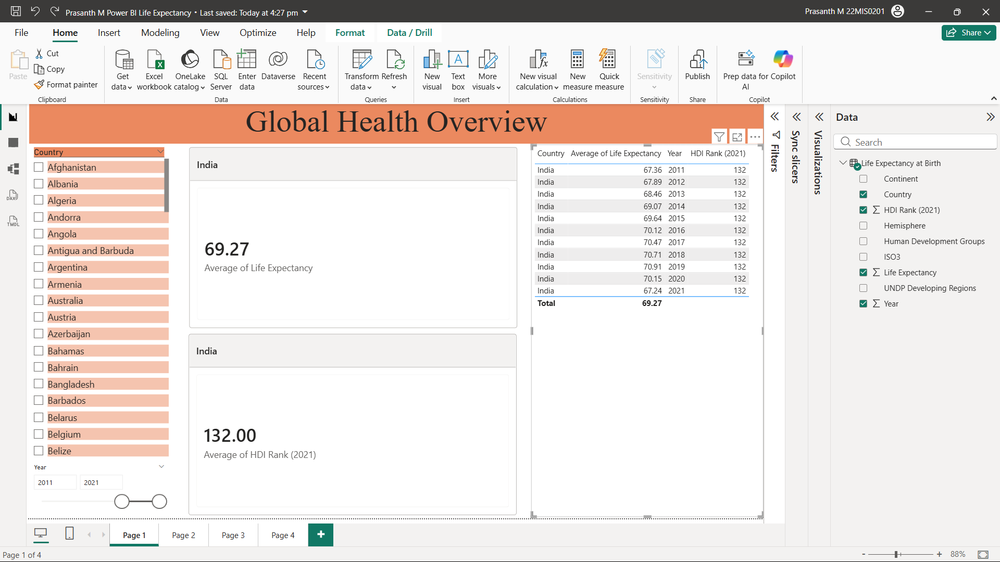 Prasanth M Power BI Life Expectancy • Last saved: Today at 4:27 pm
Prasanth M 22MIS0201
File Home Insert Modeling View Optimize Help Format Data / Drill
Share
Paste
Cut
Copy
Format painter
Clipboard
Get data
Excel workbook
OneLake catalog
SQL Server
Enter data
Dataverse
Recent sources
Data
Transform data
Refresh
Queries
New visual
Text box
More visuals
Insert
New visual calculation
New measure
Quick measure
Calculations
Sensitivity
Sensitivity
Publish
Share
Prep data for AI
Copilot
Copilot
DAX
TMDL
Global Health Overview
Country
Afghanistan
Albania
Algeria
Andorra
Angola
Antigua and Barbuda
Argentina
Armenia
Australia
Austria
Azerbaijan
Bahamas
Bahrain
Bangladesh
Barbados
Belarus
Belgium
Belize
Year
2011 2021
India
69.27
Average of Life Expectancy
India
132.00
Average of HDI Rank (2021)
Country Average of Life Expectancy Year HDI Rank (2021)
India 67.36 2011 132
India 67.89 2012 132
India 68.46 2013 132
India 69.07 2014 132
India 69.64 2015 132
India 70.12 2016 132
India 70.47 2017 132
India 70.71 2018 132
India 70.91 2019 132
India 70.15 2020 132
India 67.24 2021 132
Total 69.27
Filters
Sync slicers
Visualizations
Data
Search
Life Expectancy at Birth
Continent
Country
HDI Rank (2021)
Hemisphere
Human Development Groups
ISO3
Life Expectancy
UNDP Developing Regions
Year
Page 1 Page 2 Page 3 Page 4 +
Page 1 of 4
- + 88%